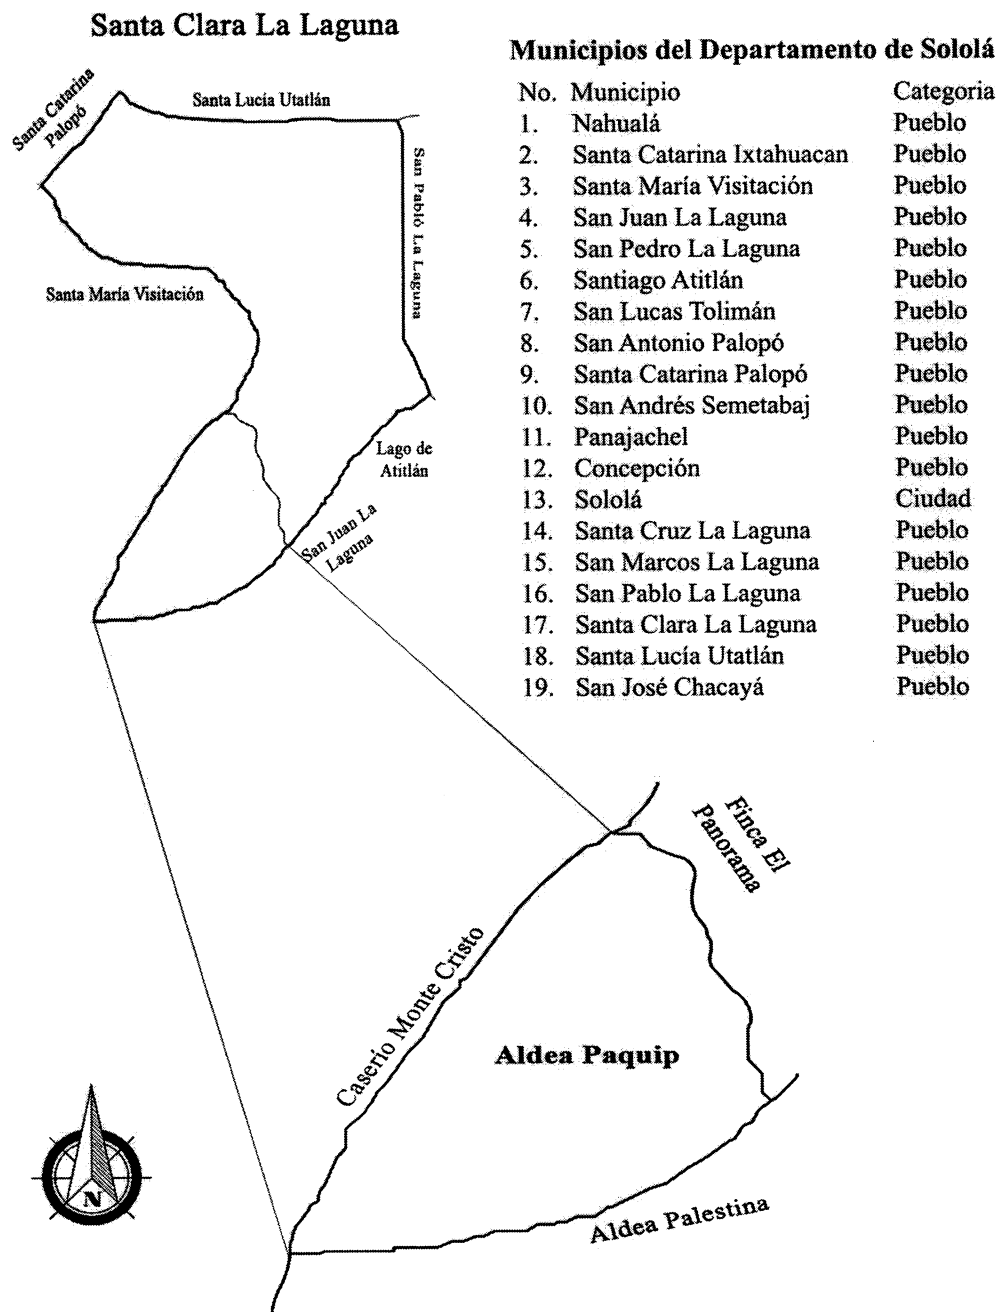 Santa Clara La Laguna
Santa Catarina
Palopó
Santa Lucía Utatlán
San Pabló La Laguna
Santa María Visitación
Lago de
Atitlán
San Juan La
Laguna
Municipios del Departamento de Sololá
No. Municipio Categoria
1. Nahualá Pueblo
2. Santa Catarina Ixtahuacan Pueblo
3. Santa María Visitación Pueblo
4. San Juan La Laguna Pueblo
5. San Pedro La Laguna Pueblo
6. Santiago Atitlán Pueblo
7. San Lucas Tolimán Pueblo
8. San Antonio Palopó Pueblo
9. Santa Catarina Palopó Pueblo
10. San Andrés Semetabaj Pueblo
11. Panajachel Pueblo
12. Concepción Pueblo
13. Sololá Ciudad
14. Santa Cruz La Laguna Pueblo
15. San Marcos La Laguna Pueblo
16. San Pablo La Laguna Pueblo
17. Santa Clara La Laguna Pueblo
18. Santa Lucía Utatlán Pueblo
19. San José Chacayá Pueblo
Finca El
Panorama
Caserío Monte Cristo
Aldea Paquip
Aldea Palestina
N